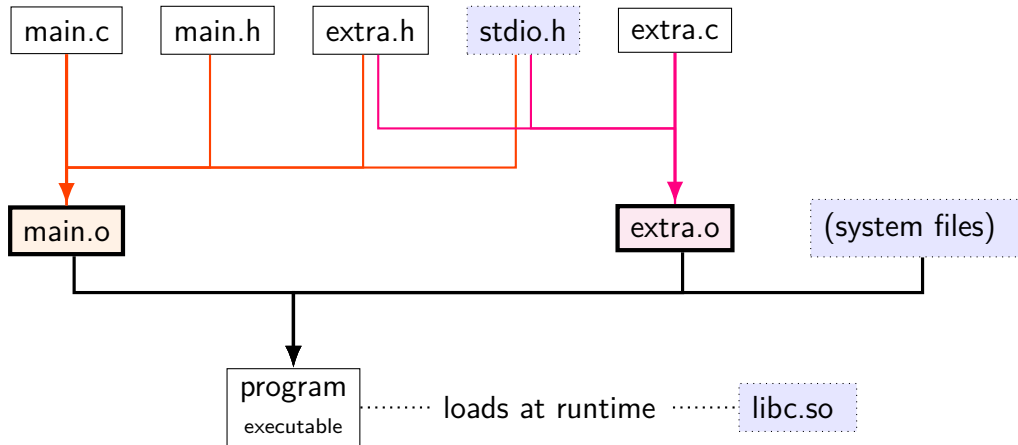 main.c
main.h
extra.h
stdio.h
extra.c
main.o
extra.o
(system files)
program
executable
loads at runtime
libc.so